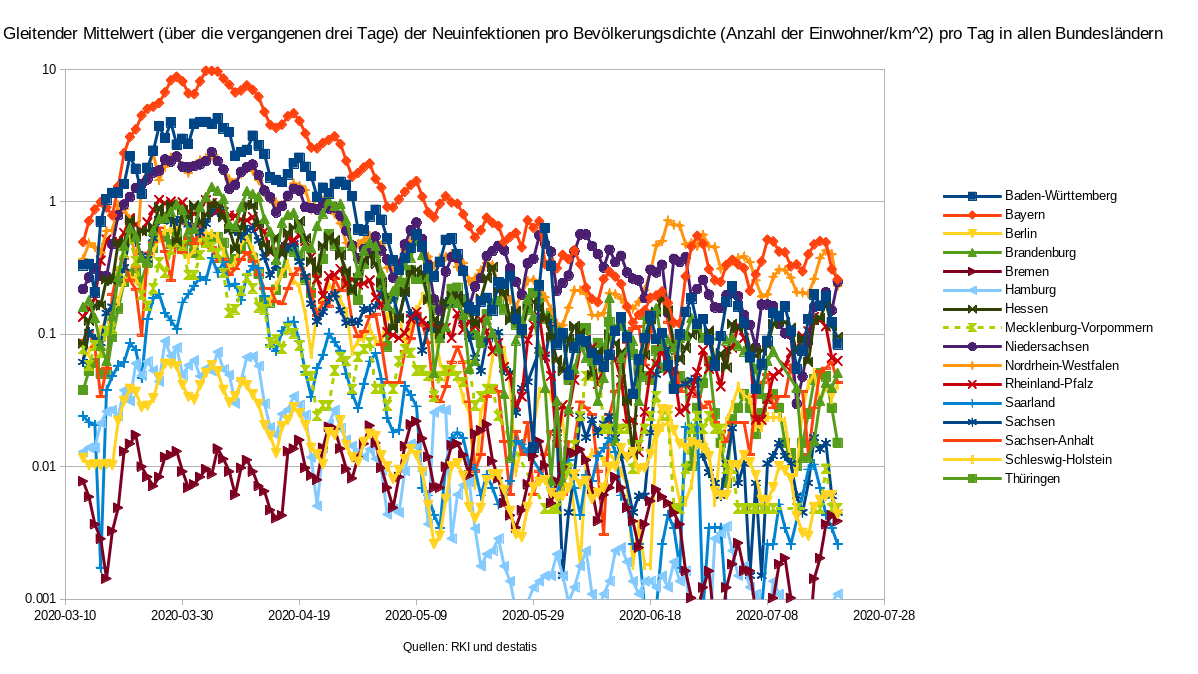 Gleitender Mittelwert (über die vergangenen drei Tage) der Neuinfektionen pro Bevölkerungsdichte (Anzahl der Einwohner/km^2) pro Tag in allen Bundesländern
10
1
0.1
0.01
0.001
2020-03-10 2020-03-30 2020-04-19 2020-05-09 2020-05-29 2020-06-18 2020-07-08 2020-07-28
Quellen: RKI und destatis
Baden-Württemberg
Bayern
Berlin
Brandenburg
Bremen
Hamburg
Hessen
Mecklenburg-Vorpommern
Niedersachsen
Nordrhein-Westfalen
Rheinland-Pfalz
Saarland
Sachsen
Sachsen-Anhalt
Schleswig-Holstein
Thüringen